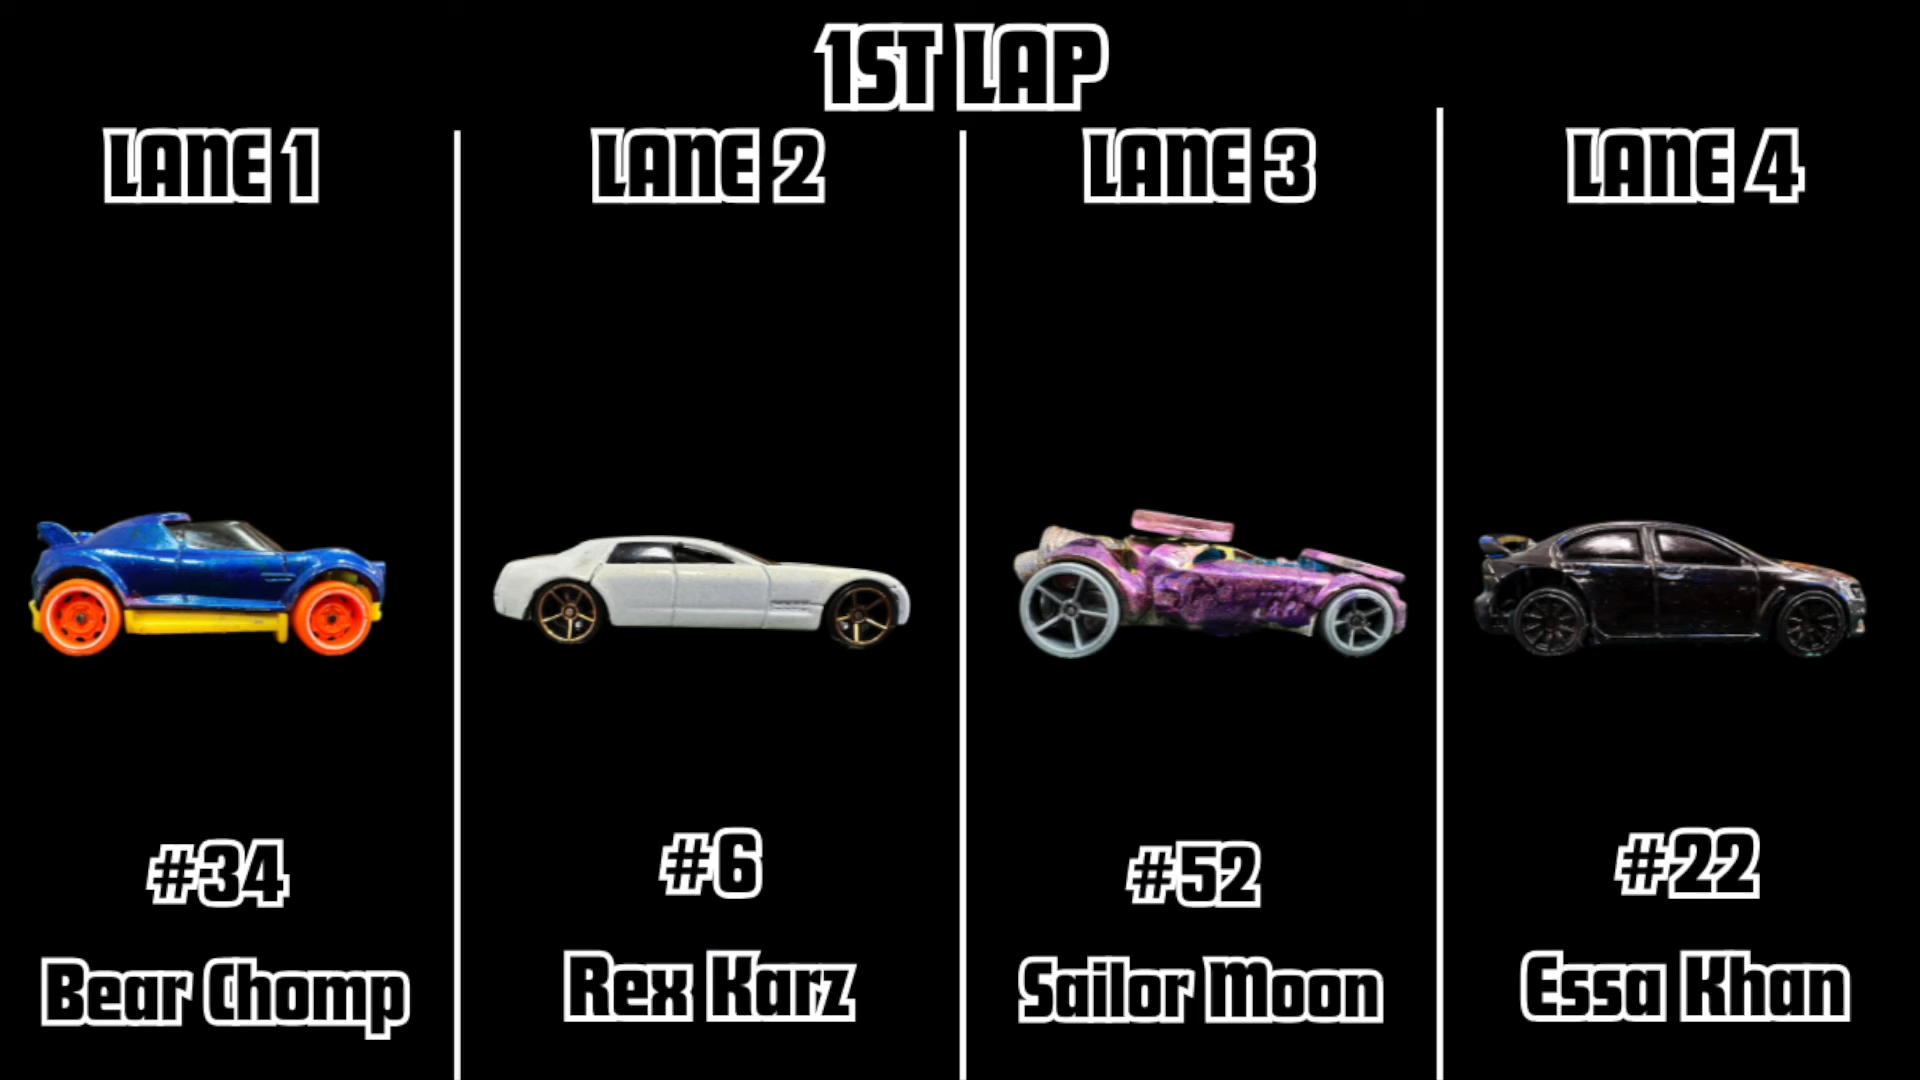 1ST LAP
LANE 1
LANE 2
LANE 3
LANE 4
#34
#6
#52
#22
Bear Chomp
Rex Karz
Sailor Moon
Essa Khan